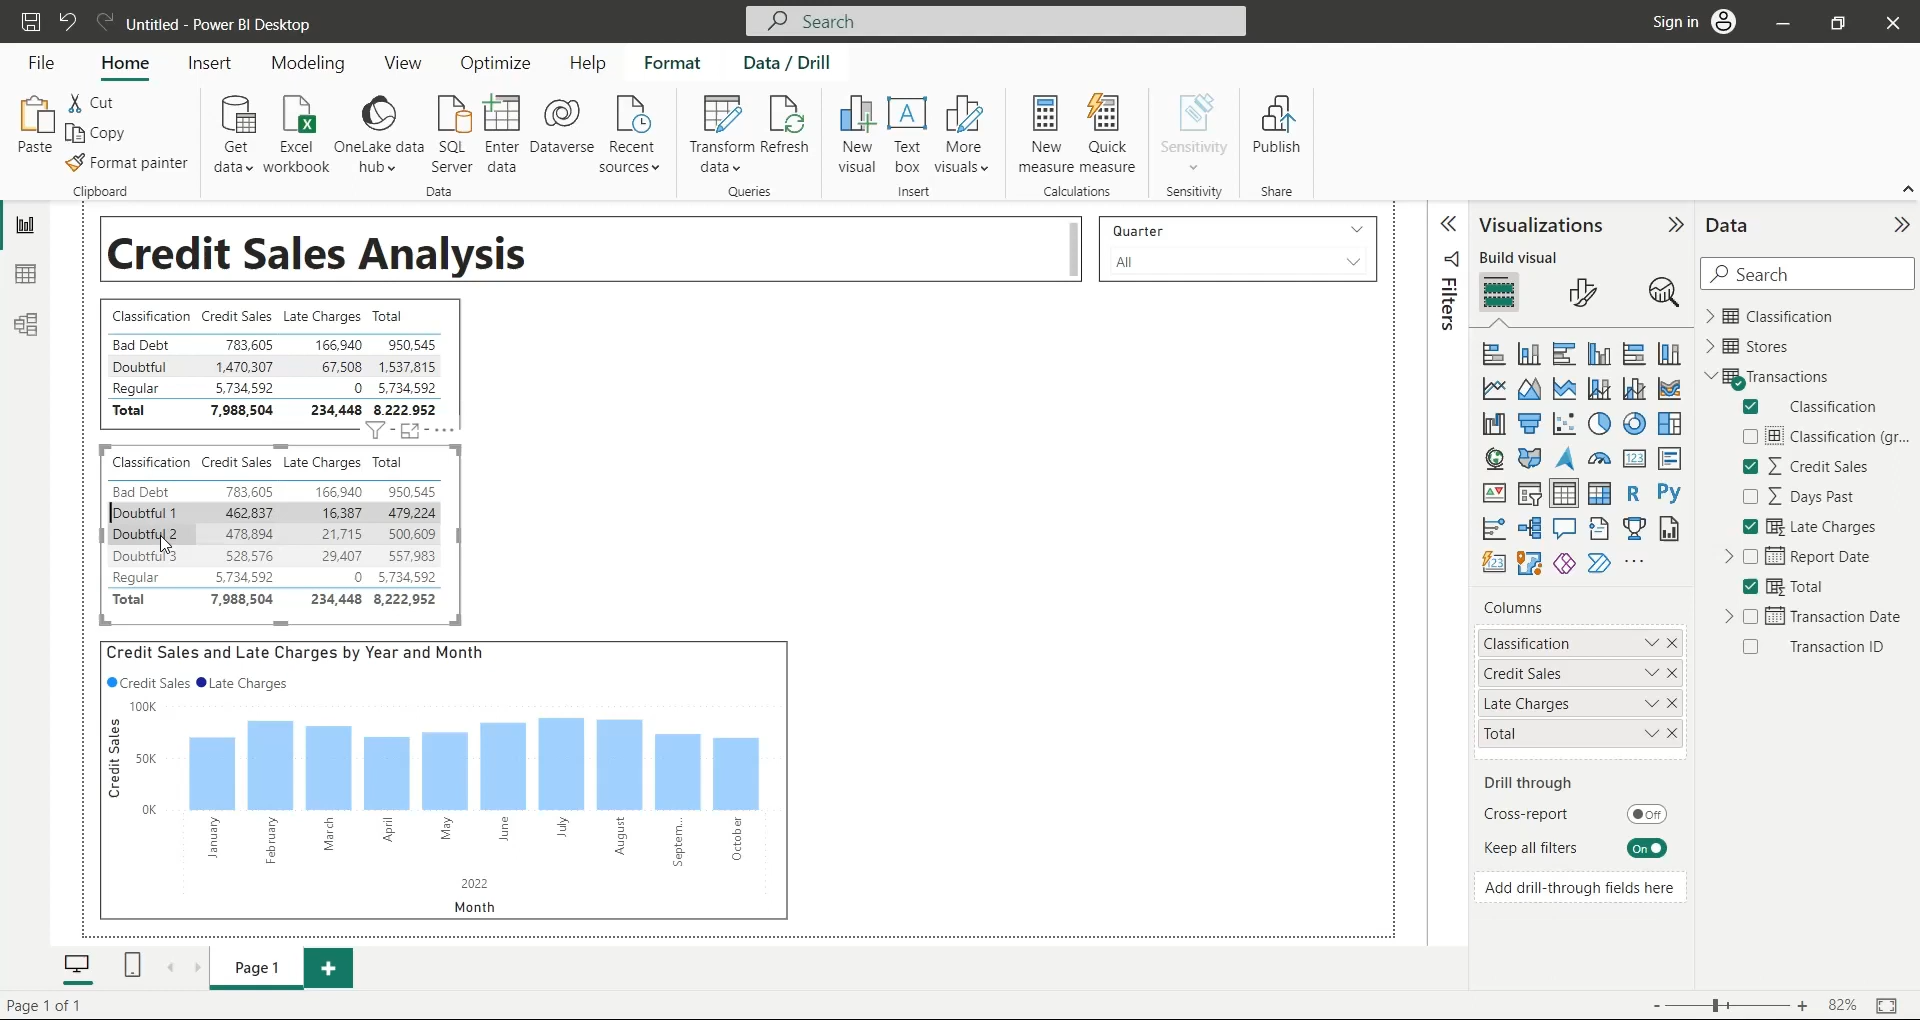 Untitled - Power BI Desktop
Search
Sign in
File Home Insert Modeling View Optimize Help Format Data / Drill
Paste
Cut
Copy
Format painter
Clipboard
Get data
Excel workbook
OneLake data hub
SQL Server
Enter data
Dataverse
Recent sources
Data
Transform data
Refresh
Queries
New visual
A
Text box
More visuals
Insert
New measure
Quick measure
Calculations
Sensitivity
Sensitivity
Publish
Share
Credit Sales Analysis
Quarter
All
Classification Credit Sales Late Charges Total
Bad Debt 783,605 166,940 950,545
Doubtful 1,470,307 67,508 1,537,815
Regular 5,734,592 0 5,734,592
Total 7,988,504 234,448 8,222,952
Classification Credit Sales Late Charges Total
Bad Debt 783,605 166,940 950,545
Doubtful 1 462,837 16,387 479,224
Doubtful 2 478,894 21,715 500,609
Doubtful 3 528,576 29,407 557,983
Regular 5,734,592 0 5,734,592
Total 7,988,504 234,448 8,222,952
Credit Sales and Late Charges by Year and Month
Credit Sales Late Charges
Credit Sales
100K
50K
0K
January February March April May June July August Septem... October
2022
Month
Filters
Visualizations
Build visual
123
R Py
123
Columns
Classification
Credit Sales
Late Charges
Total
Drill through
Cross-report Off
Keep all filters On
Add drill-through fields here
Data
Search
Classification
Stores
Transactions
Classification
Classification (gr...
Credit Sales
Days Past
Late Charges
Report Date
Total
Transaction Date
Transaction ID
Page 1
+
Page 1 of 1
- + 82%